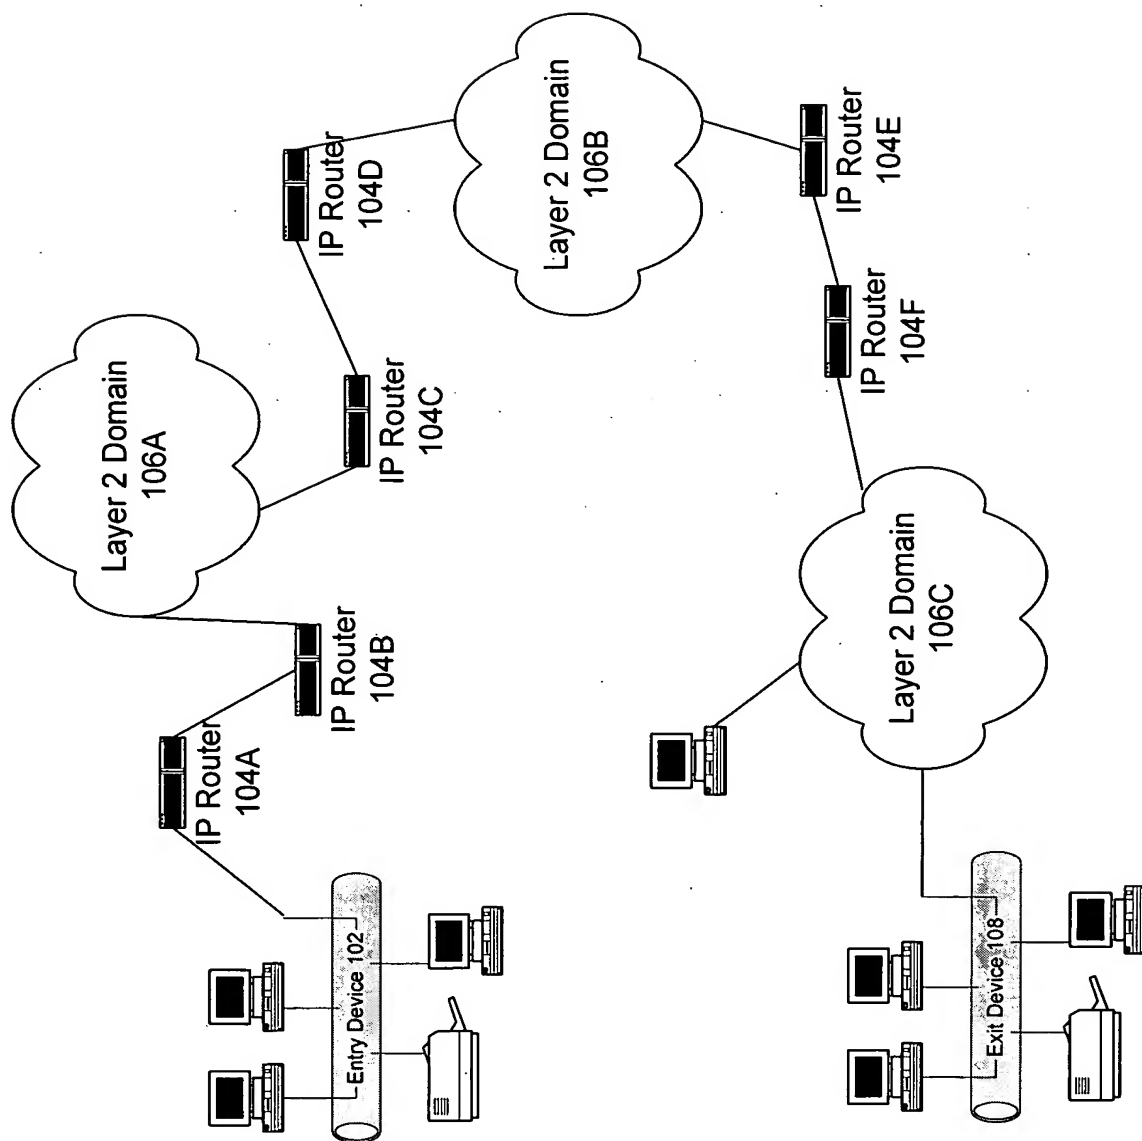 Layer 2 Domain
106A
IP Router
104D
Layer 2 Domain
106B
IP Router
104E
IP Router
104C
IP Router
104F
IP Router
104B
IP Router
104A
Layer 2 Domain
106C
Entry Device 102
Exit Device 108